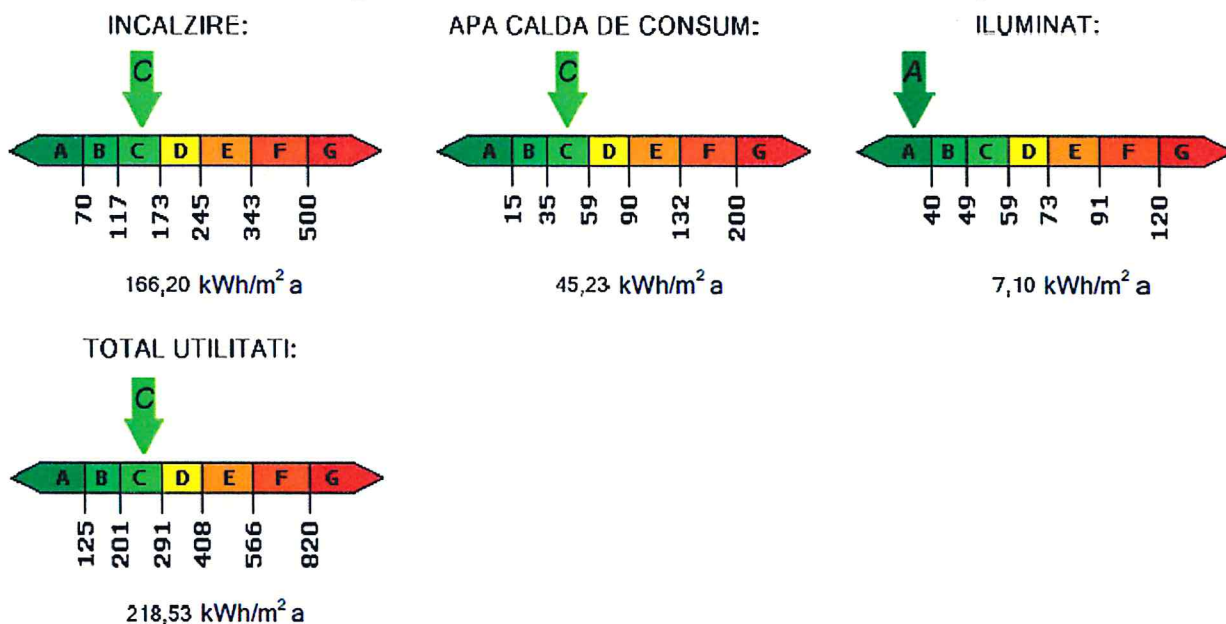 INCALZIRE:
C
A B C D E F G
70 117 173 245 343 500
166,20 kWh/m² a
APA CALDA DE CONSUM:
C
A B C D E F G
15 35 59 90 132 200
45,23 kWh/m² a
ILUMINAT:
A
A B C D E F G
40 49 59 73 91 120
7,10 kWh/m² a
TOTAL UTILITATI:
C
A B C D E F G
125 201 291 408 566 820
218,53 kWh/m² a